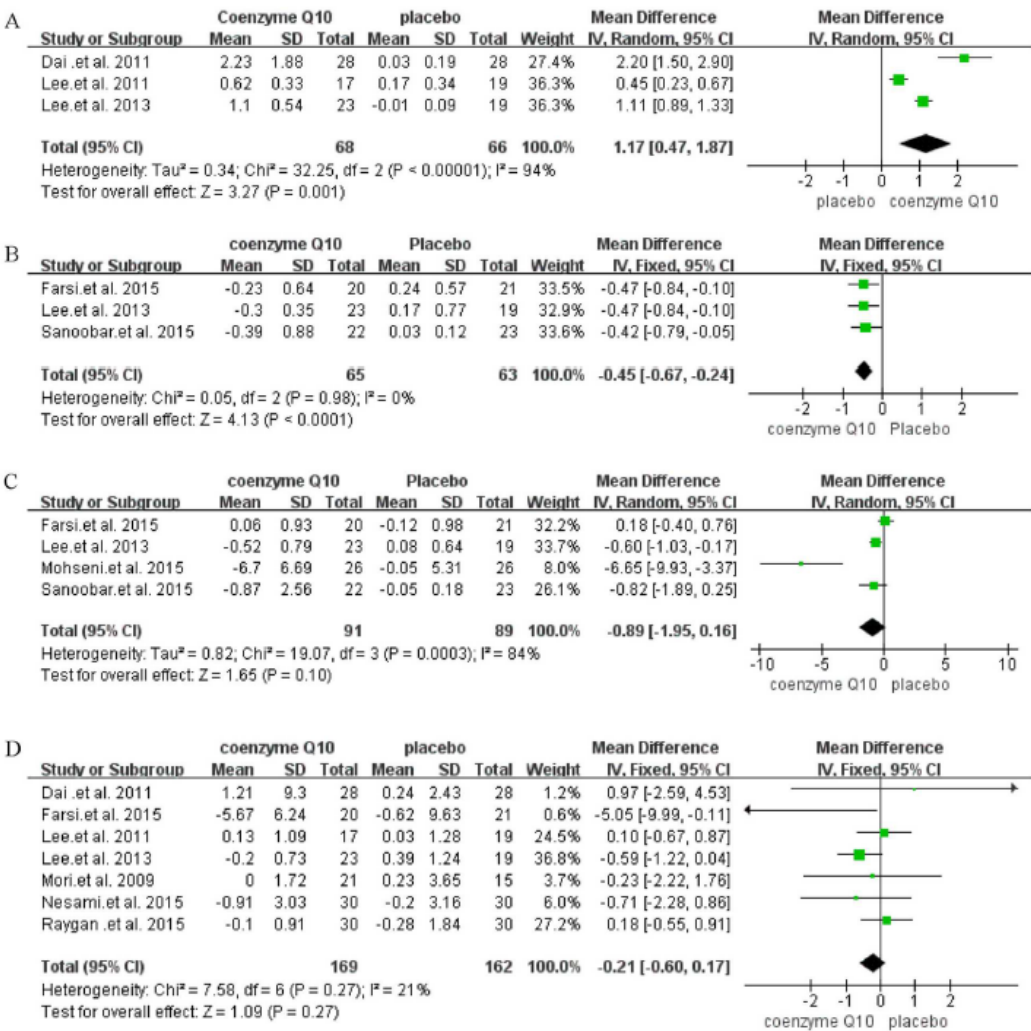 A
Coenzyme Q10 placebo Mean Difference Mean Difference
Study or Subgroup Mean SD Total Mean SD Total Weight IV, Random, 95% CI IV, Random, 95% CI
Dai .et al. 2011 2.23 1.88 28 0.03 0.19 28 27.4% 2.20 [1.50, 2.90]
Lee.et al. 2011 0.62 0.33 17 0.17 0.34 19 36.3% 0.45 [0.23, 0.67]
Lee.et al. 2013 1.1 0.54 23 -0.01 0.09 19 36.3% 1.11 [0.89, 1.33]
Total (95% CI) 68 66 100.0% 1.17 [0.47, 1.87]
Heterogeneity: Tau² = 0.34; Chi² = 32.25, df = 2 (P < 0.00001); I² = 94%
Test for overall effect: Z = 3.27 (P = 0.001)
-2 -1 0 1 2
placebo coenzyme Q10
B
coenzyme Q10 Placebo Mean Difference Mean Difference
Study or Subgroup Mean SD Total Mean SD Total Weight IV, Fixed, 95% CI IV, Fixed, 95% CI
Farsi.et al. 2015 -0.23 0.64 20 0.24 0.57 21 33.5% -0.47 [-0.84, -0.10]
Lee.et al. 2013 -0.3 0.35 23 0.17 0.77 19 32.9% -0.47 [-0.84, -0.10]
Sanoobar.et al. 2015 -0.39 0.88 22 0.03 0.12 23 33.6% -0.42 [-0.79, -0.05]
Total (95% CI) 65 63 100.0% -0.45 [-0.67, -0.24]
Heterogeneity: Chi² = 0.05, df = 2 (P = 0.98); I² = 0%
Test for overall effect: Z = 4.13 (P < 0.0001)
-2 -1 0 1 2
coenzyme Q10 Placebo
C
coenzyme Q10 Placebo Mean Difference Mean Difference
Study or Subgroup Mean SD Total Mean SD Total Weight IV, Random, 95% CI IV, Random, 95% CI
Farsi.et al. 2015 0.06 0.93 20 -0.12 0.98 21 32.2% 0.18 [-0.40, 0.76]
Lee.et al. 2013 -0.52 0.79 23 0.08 0.64 19 33.7% -0.60 [-1.03, -0.17]
Mohseni.et al. 2015 -6.7 6.69 26 -0.05 5.31 26 8.0% -6.65 [-9.93, -3.37]
Sanoobar.et al. 2015 -0.87 2.56 22 -0.05 0.18 23 26.1% -0.82 [-1.89, 0.25]
Total (95% CI) 91 89 100.0% -0.89 [-1.95, 0.16]
Heterogeneity: Tau² = 0.82; Chi² = 19.07, df = 3 (P = 0.0003); I² = 84%
Test for overall effect: Z = 1.65 (P = 0.10)
-10 -5 0 5 10
coenzyme Q10 placebo
D
coenzyme Q10 placebo Mean Difference Mean Difference
Study or Subgroup Mean SD Total Mean SD Total Weight IV, Fixed, 95% CI IV, Fixed, 95% CI
Dai .et al. 2011 1.21 9.3 28 0.24 2.43 28 1.2% 0.97 [-2.59, 4.53]
Farsi.et al. 2015 -5.67 6.24 20 -0.62 9.63 21 0.6% -5.05 [-9.99, -0.11]
Lee.et al. 2011 0.13 1.09 17 0.03 1.28 19 24.5% 0.10 [-0.67, 0.87]
Lee.et al. 2013 -0.2 0.73 23 0.39 1.24 19 36.8% -0.59 [-1.22, 0.04]
Mori.et al. 2009 0 1.72 21 0.23 3.65 15 3.7% -0.23 [-2.22, 1.76]
Nesami.et al. 2015 -0.91 3.03 30 -0.2 3.16 30 6.0% -0.71 [-2.28, 0.86]
Raygan .et al. 2015 -0.1 0.91 30 -0.28 1.84 30 27.2% 0.18 [-0.55, 0.91]
Total (95% CI) 169 162 100.0% -0.21 [-0.60, 0.17]
Heterogeneity: Chi² = 7.58, df = 6 (P = 0.27); I² = 21%
Test for overall effect: Z = 1.09 (P = 0.27)
-2 -1 0 1 2
coenzyme Q10 placebo